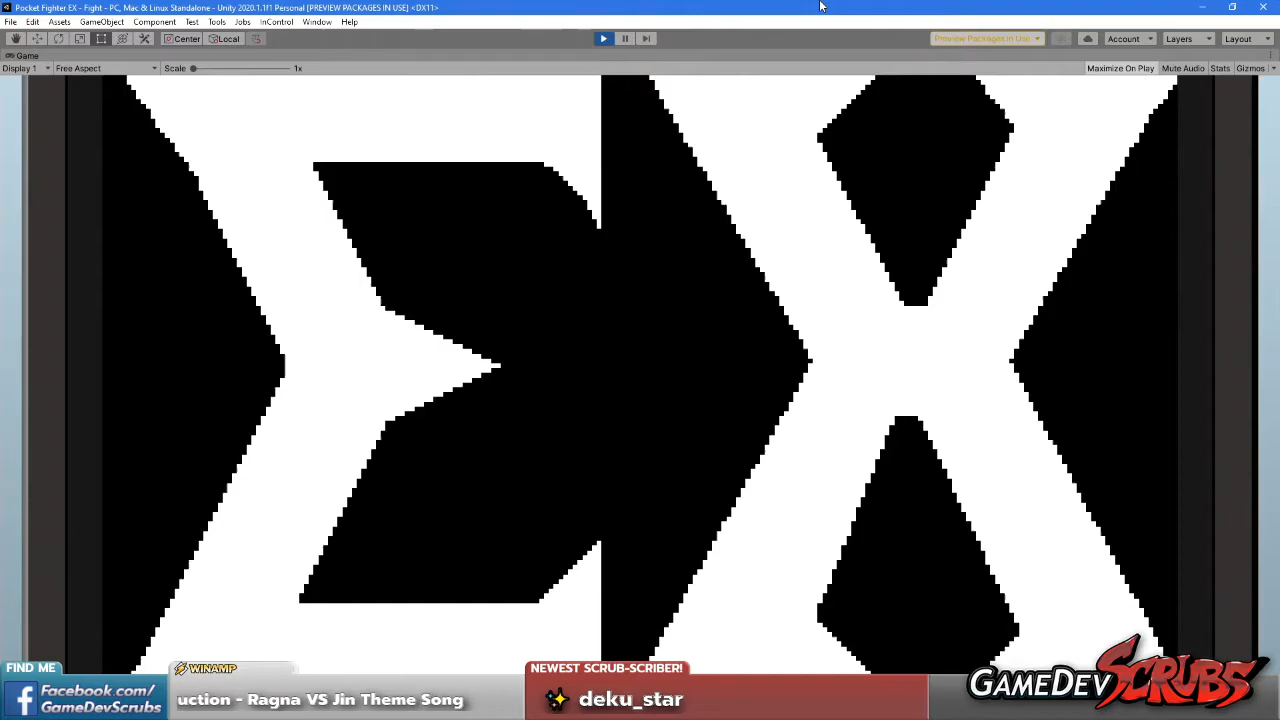 Pocket Fighter EX - Fight - PC, Mac & Linux Standalone - Unity 2020.1.1f1 Personal [PREVIEW PACKAGES IN USE] <DX11>
File Edit Assets GameObject Component Test Tools Jobs InControl Window Help
Center Local Preview Packages in Use Account Layers Layout
Game
Display 1 Free Aspect Scale 1x Maximize On Play Mute Audio Stats Gizmos
EX
FIND ME WINAMP NEWEST SCRUB-SCRIBER!
Facebook.com/
GameDevScrubs
uction - Ragna VS Jin Theme Song
deku_star
GAMEDEV SCRUBS